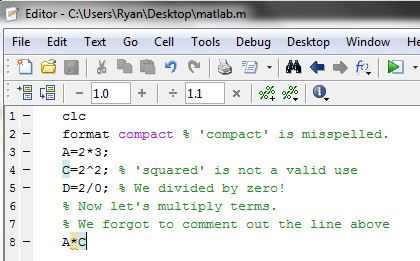 Editor - C:\Users\Ryan\Desktop\matlab.m
File Edit Text Go Cell Tools Debug Desktop Window He
- 1.0 + ÷ 1.1 ×
1 - clc
2 - format compact % 'compact' is misspelled.
3 - A=2*3;
4 - C=2^2; % 'squared' is not a valid use
5 - D=2/0; % We divided by zero!
6 % Now let's multiply terms.
7 % We forgot to comment out the line above
8 - A*C